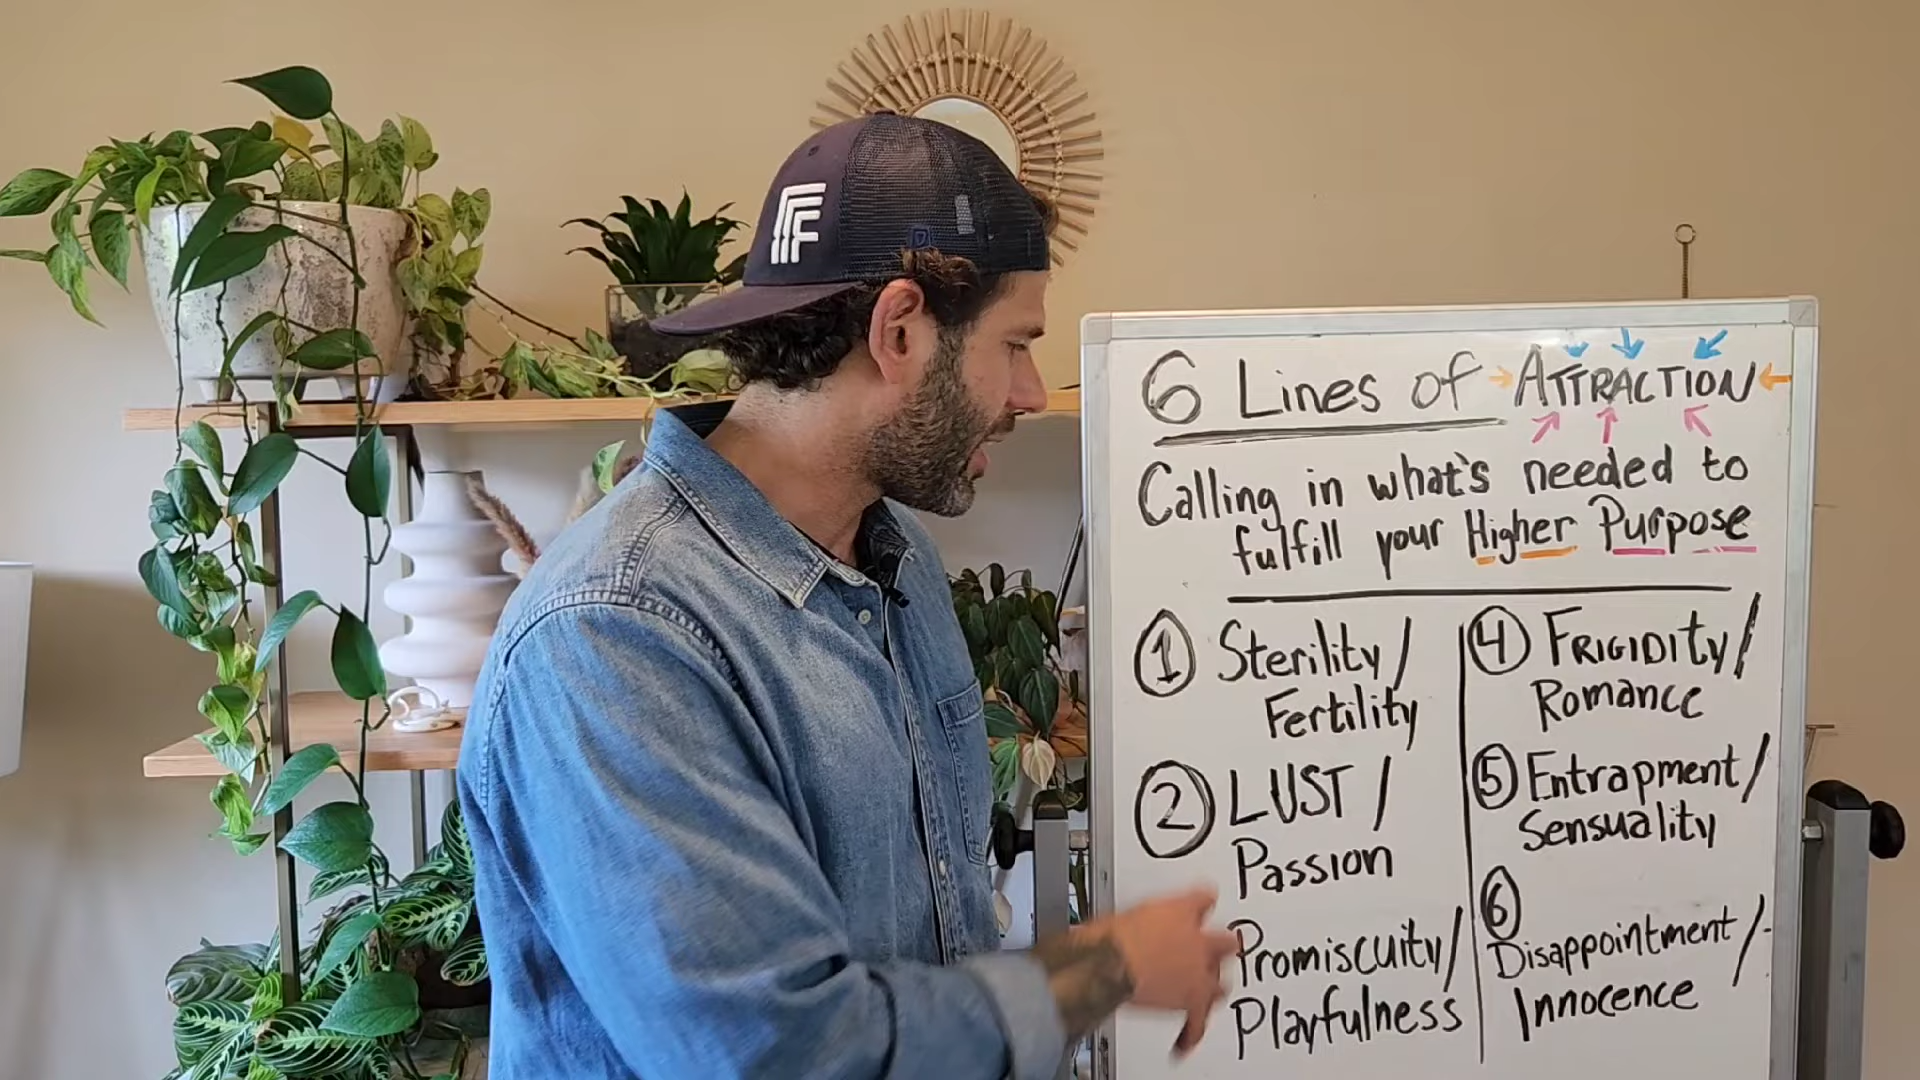 6 Lines of ATTRACTION
Calling in what's needed to
fulfill your Higher Purpose
1 Sterility/
Fertility
2 LUST /
Passion
Promiscuity/
Playfulness
4 FRIGIDity/
Romance
5 Entrapment/
Sensuality
6
Disappointment/
Innocence